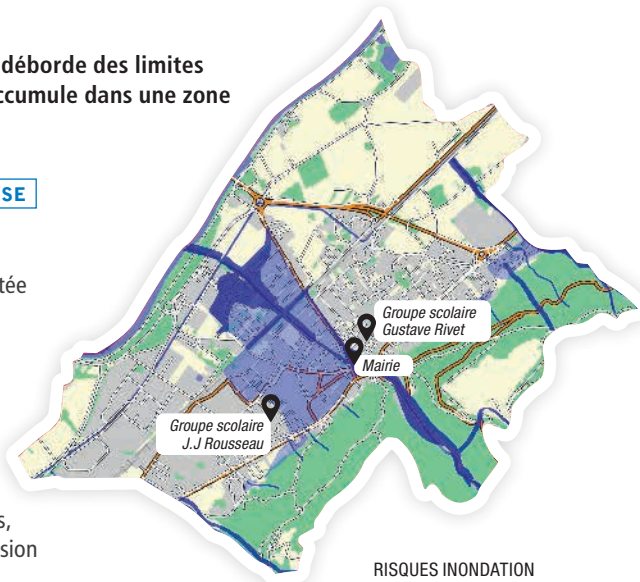 déborde des limites
ccumule dans une zone
SE
tée
s,
sion
Groupe scolaire
Gustave Rivet
Mairie
Groupe scolaire
J.J Rousseau
RISQUES INONDATION